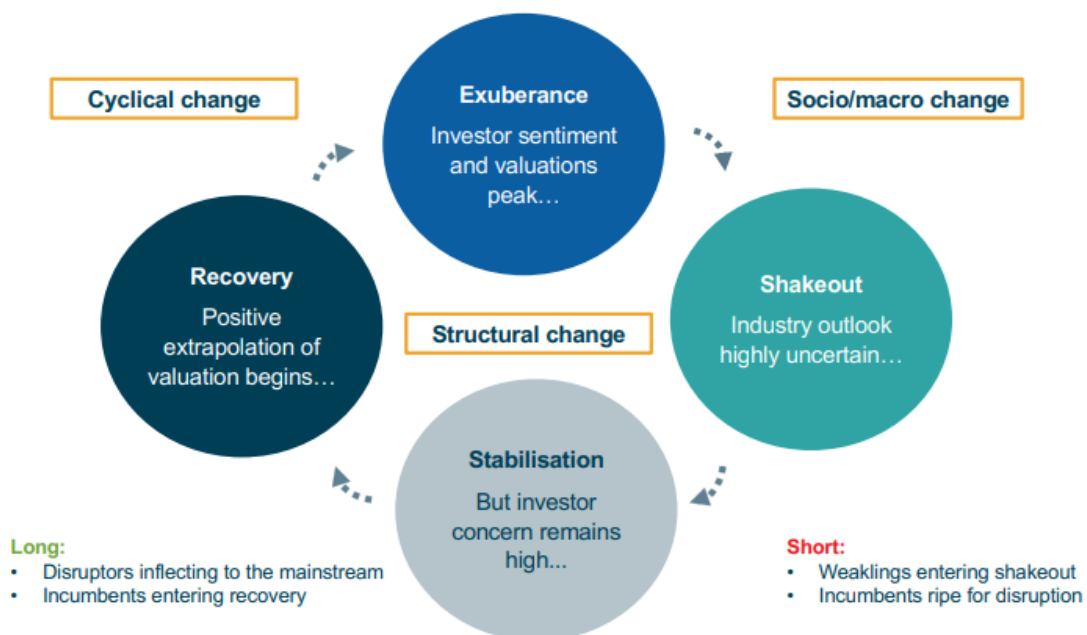 Cyclical change
Exuberance
Investor sentiment
and valuations
peak…
Socio/macro change
Recovery
Positive
extrapolation of
valuation begins…
Structural change
Shakeout
Industry outlook
highly uncertain…
Stabilisation
But investor
concern remains
high...
Long:
• Disruptors inflecting to the mainstream
• Incumbents entering recovery
Short:
• Weaklings entering shakeout
• Incumbents ripe for disruption